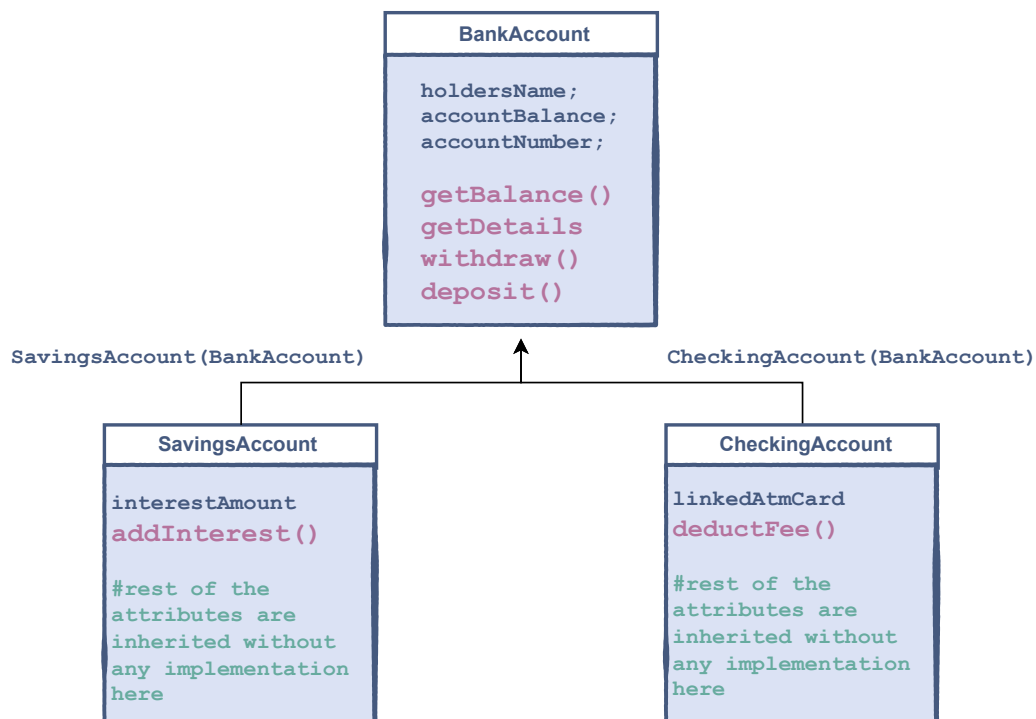 BankAccount
holdersName;
accountBalance;
accountNumber;
getBalance()
getDetails
withdraw()
deposit()
SavingsAccount(BankAccount)
CheckingAccount(BankAccount)
SavingsAccount
interestAmount
addInterest()
#rest of the
attributes are
inherited without
any implementation
here
CheckingAccount
linkedAtmCard
deductFee()
#rest of the
attributes are
inherited without
any implementation
here